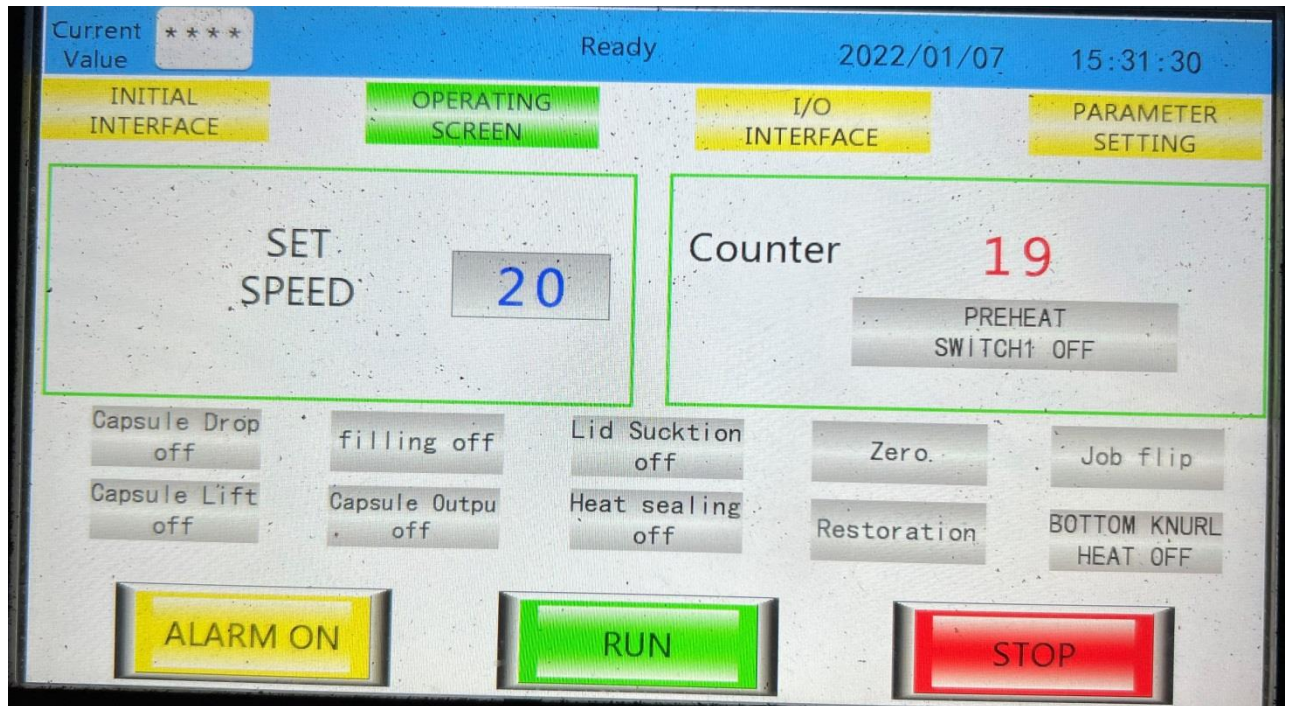 Current Value
****
Ready
2022/01/07
15:31:30
INITIAL
INTERFACE
OPERATING
SCREEN
I/O
INTERFACE
PARAMETER
SETTING
SET
SPEED
20
Counter
19
PREHEAT
SWITCH1 OFF
Capsule Drop
off
filling off
Lid Sucktion
off
Zero
Job flip
Capsule Lift
off
Capsule Outpu
off
Heat sealing
off
Restoration
BOTTOM KNURL
HEAT OFF
ALARM ON
RUN
STOP